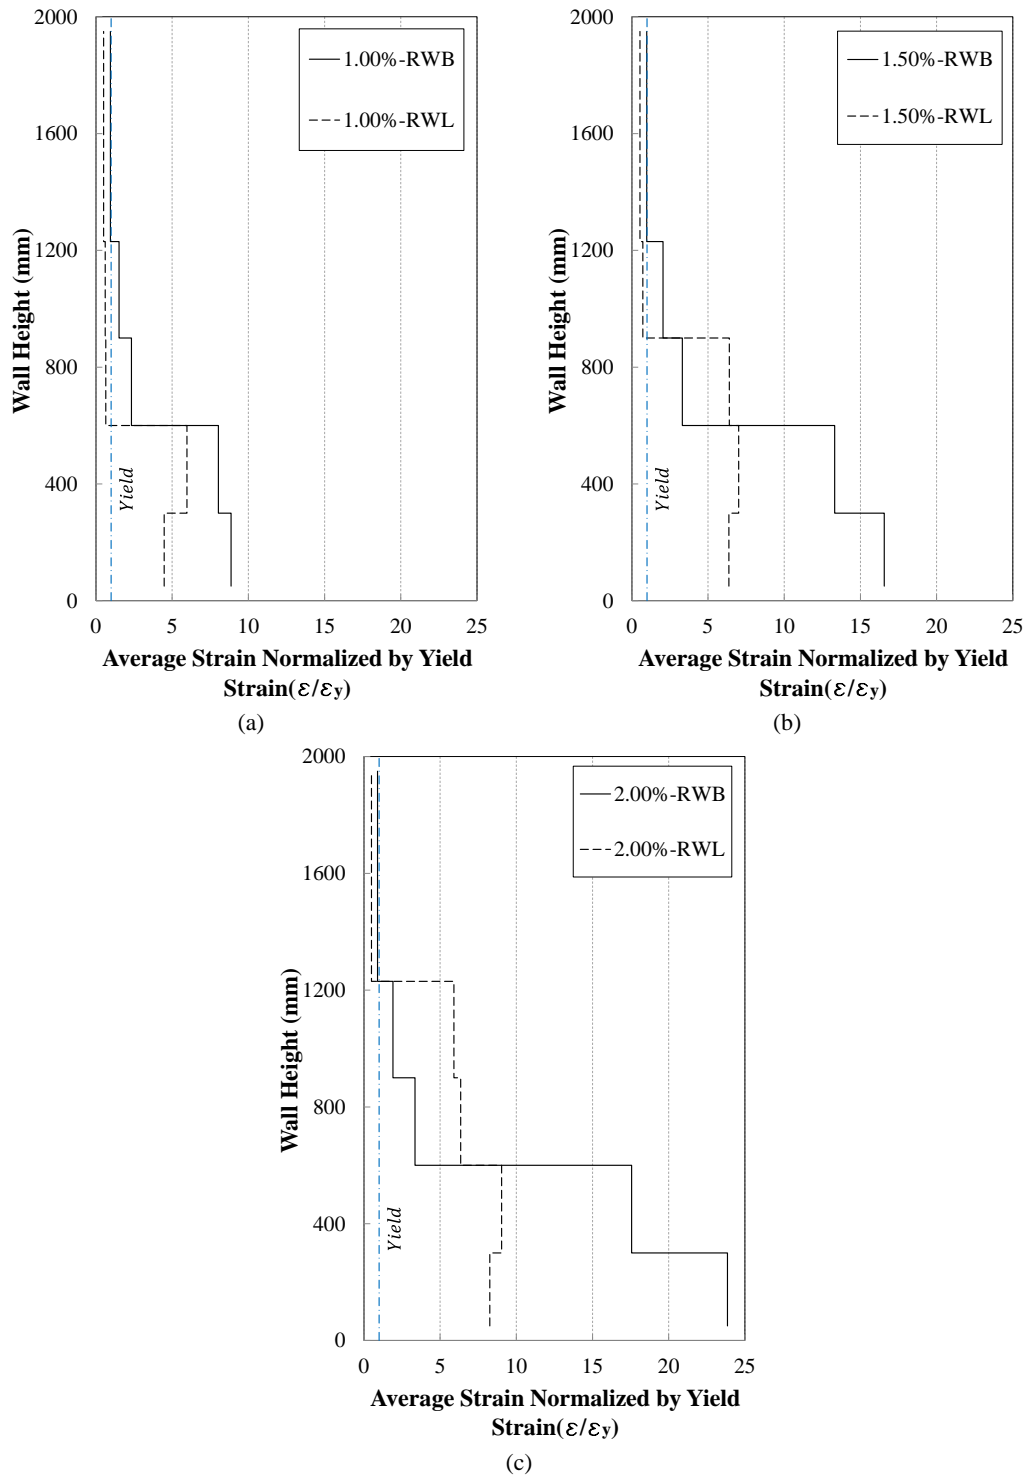 2000
1600
1200
800
400
0
Wall Height (mm)
1.00%-RWB
1.00%-RWL
Yield
0 5 10 15 20 25
Average Strain Normalized by Yield
Strain(ε/εy)
(a)
2000
1600
1200
800
400
0
Wall Height (mm)
1.50%-RWB
1.50%-RWL
Yield
0 5 10 15 20 25
Average Strain Normalized by Yield
Strain(ε/εy)
(b)
2000
1600
1200
800
400
0
Wall Height (mm)
2.00%-RWB
2.00%-RWL
Yield
0 5 10 15 20 25
Average Strain Normalized by Yield
Strain(ε/εy)
(c)